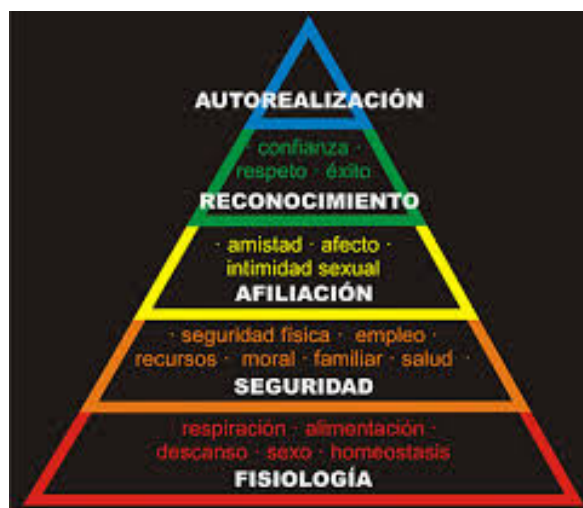 AUTOREALIZACIÓN
· confianza ·
respeto · éxito
RECONOCIMIENTO
· amistad · afecto ·
intimidad sexual
AFILIACIÓN
· seguridad física · empleo ·
recursos · moral · familiar · salud ·
SEGURIDAD
respiración · alimentación ·
descanso · sexo · homeostasis
FISIOLOGÍA